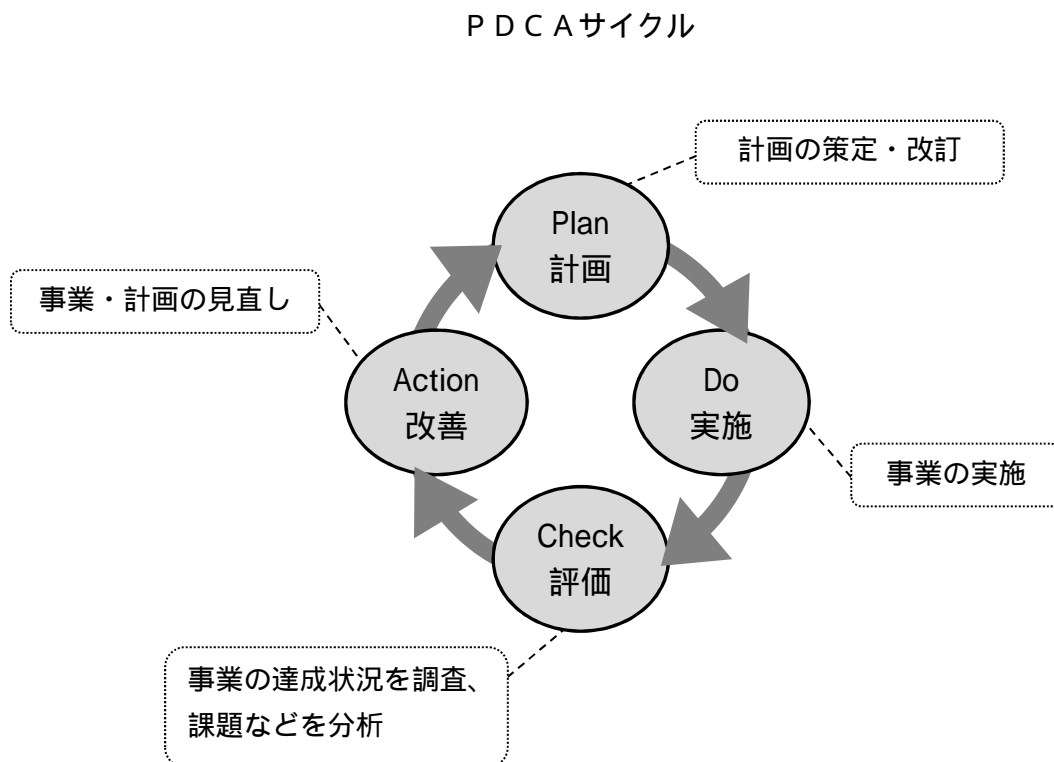 ＰＤＣＡサイクル
計画の策定・改訂
Plan
計画
事業・計画の見直し
Action
改善
Do
実施
事業の実施
Check
評価
事業の達成状況を調査、
課題などを分析